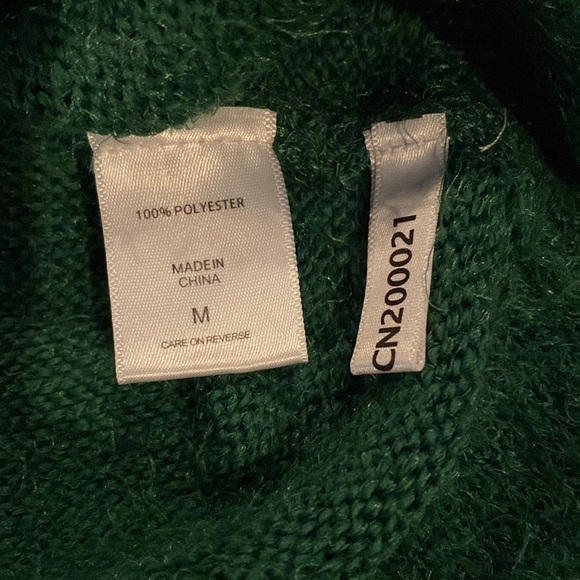 100% POLYESTER
MADE IN
CHINA
M
CARE ON REVERSE
CN200021